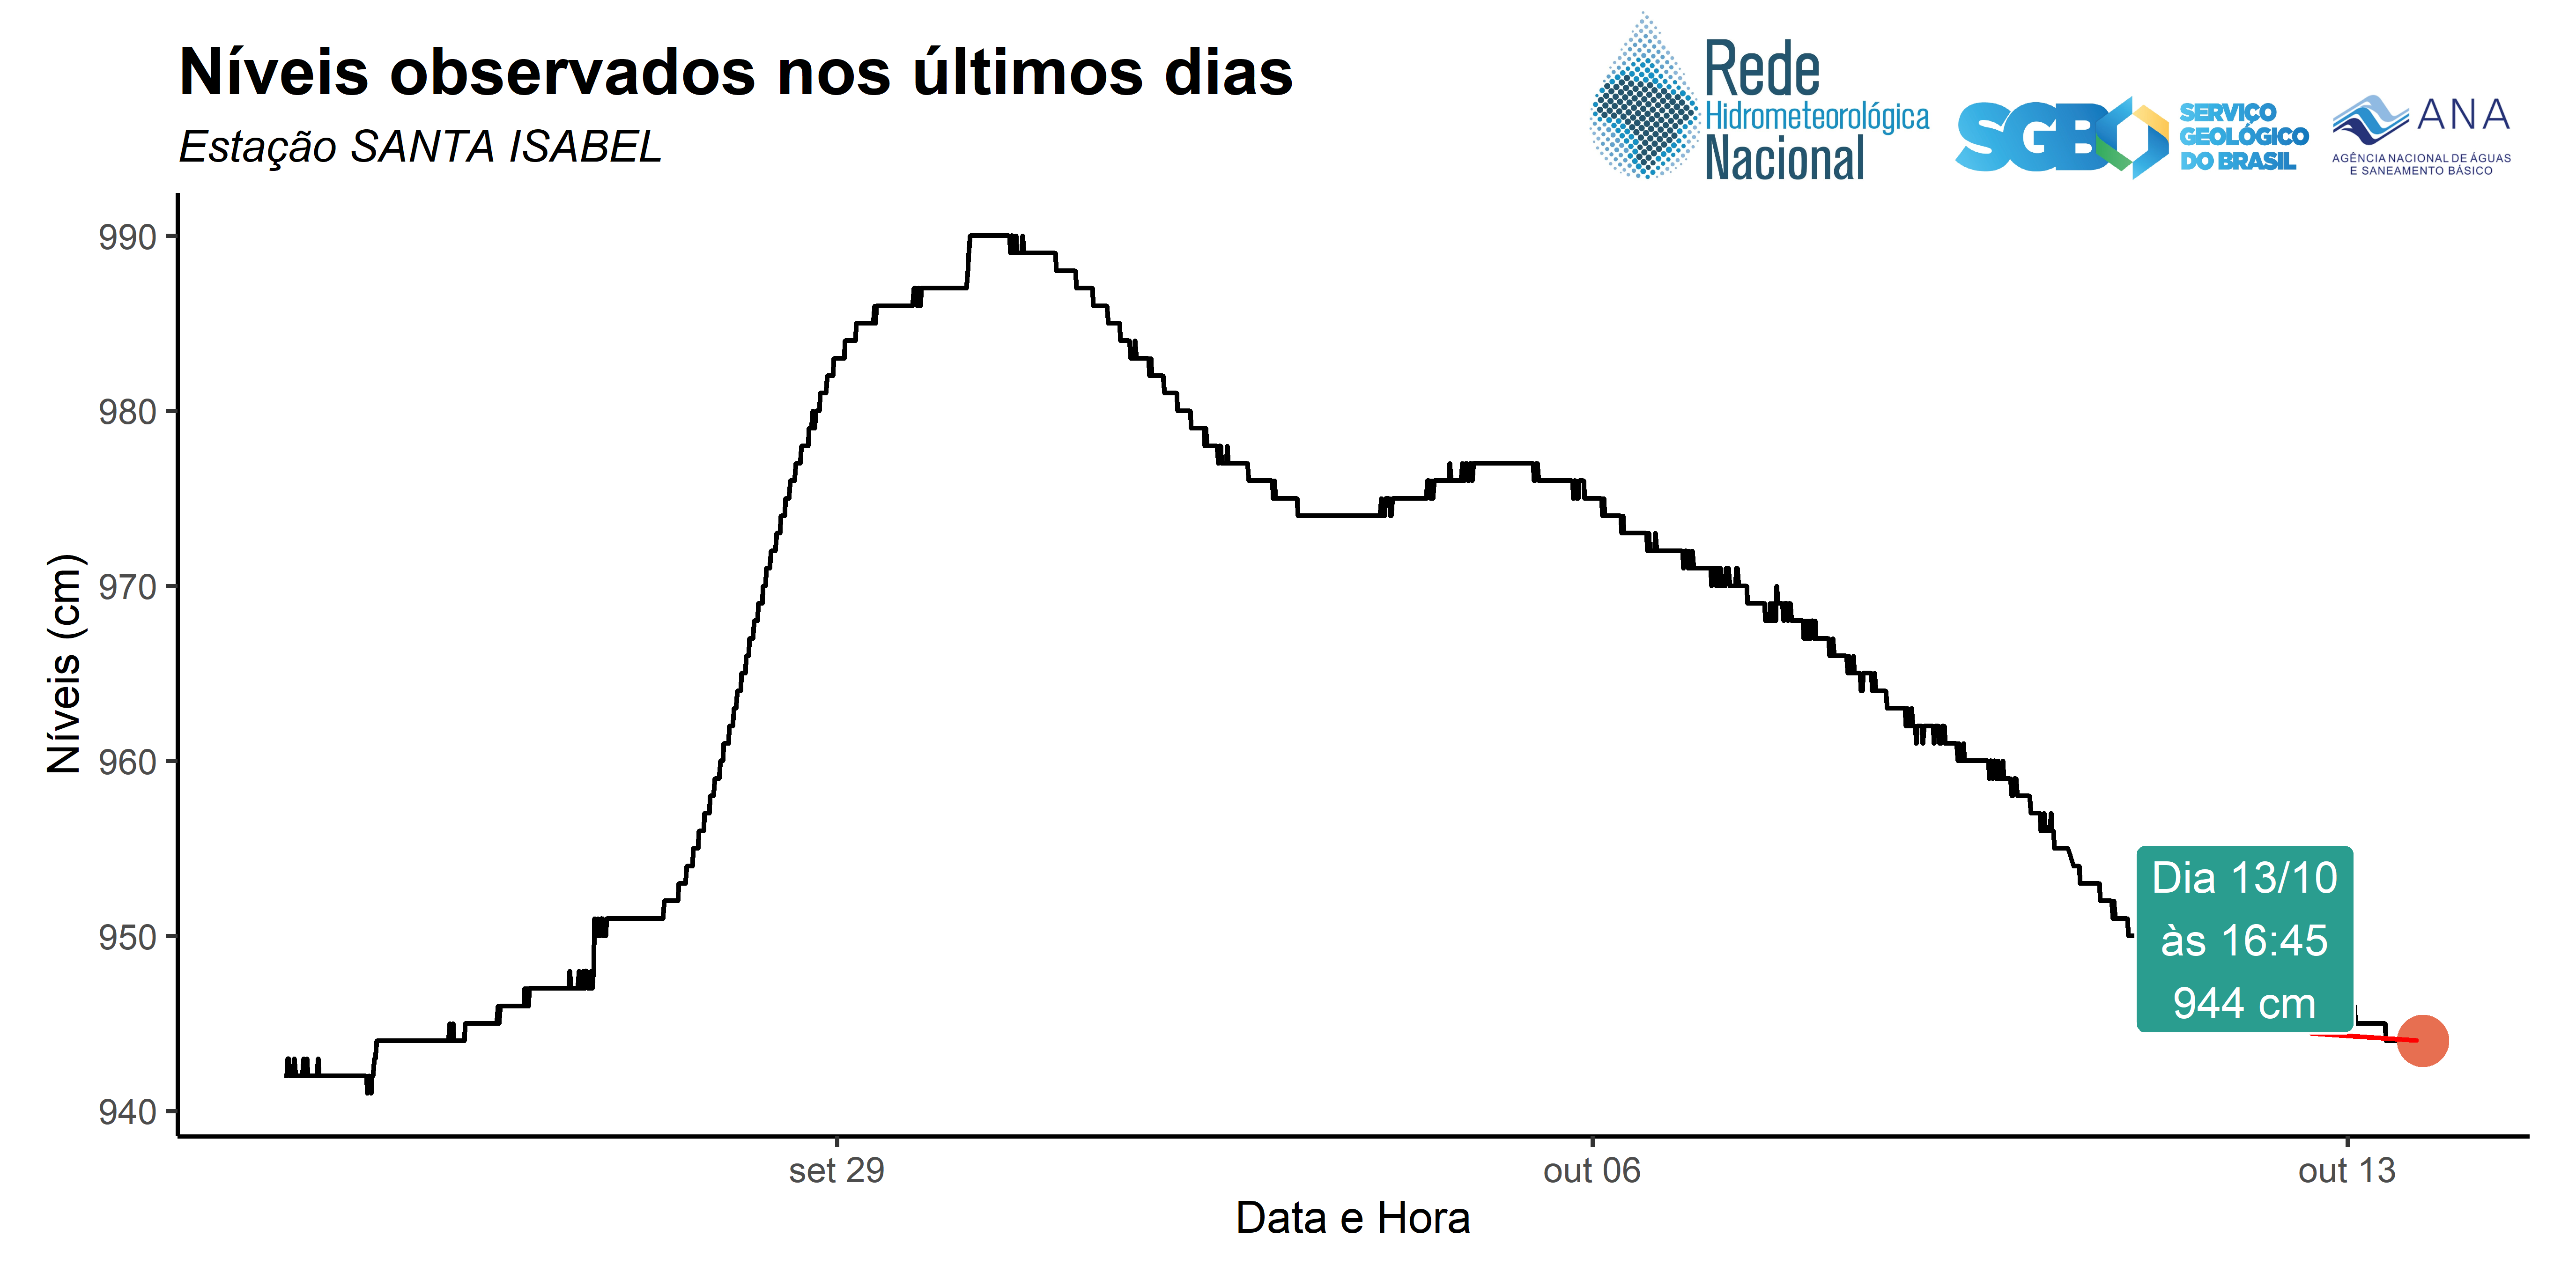 Níveis observados nos últimos dias
Estação SANTA ISABEL
Rede
Hidrometeorológica
Nacional
SGB
SERVIÇO
GEOLÓGICO
DO BRASIL
ANA
AGÊNCIA NACIONAL DE ÁGUAS
E SANEAMENTO BÁSICO
Níveis (cm)
990
980
970
960
950
940
Dia 13/10
às 16:45
944 cm
set 29
out 06
out 13
Data e Hora